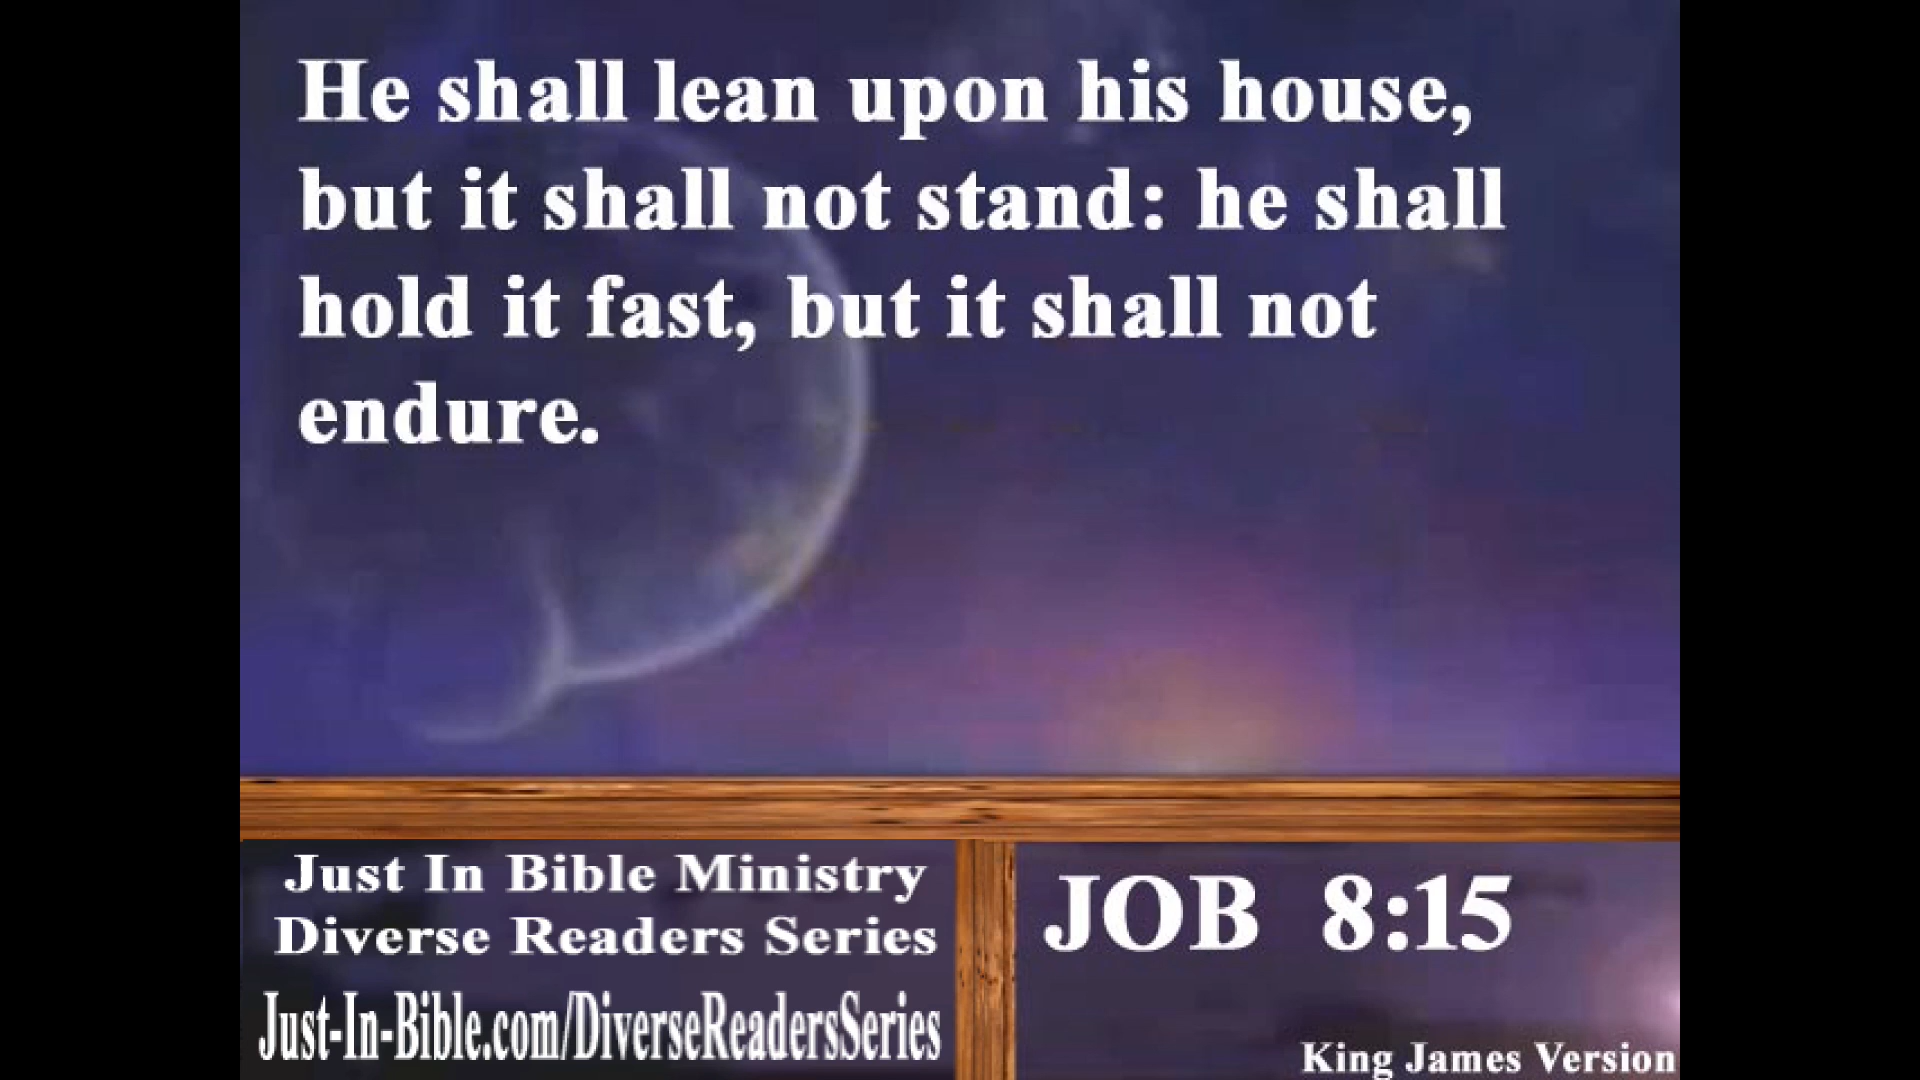 He shall lean upon his house,
but it shall not stand: he shall
hold it fast, but it shall not
endure.
Just In Bible Ministry
Diverse Readers Series
Just-In-Bible.com/DiverseReadersSeries
JOB 8:15
King James Version